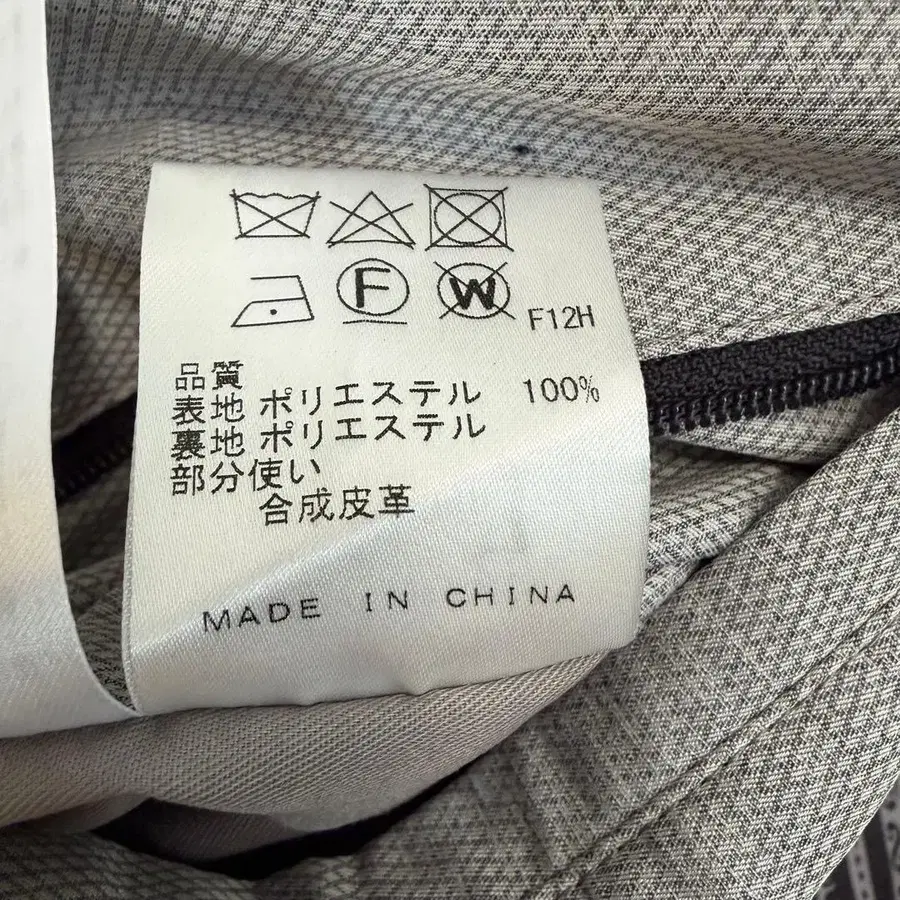 F
W
F12H
品質
表地 ポリエステル 100%
裏地 ポリエステル
部分使い
合成皮革
MADE IN CHINA